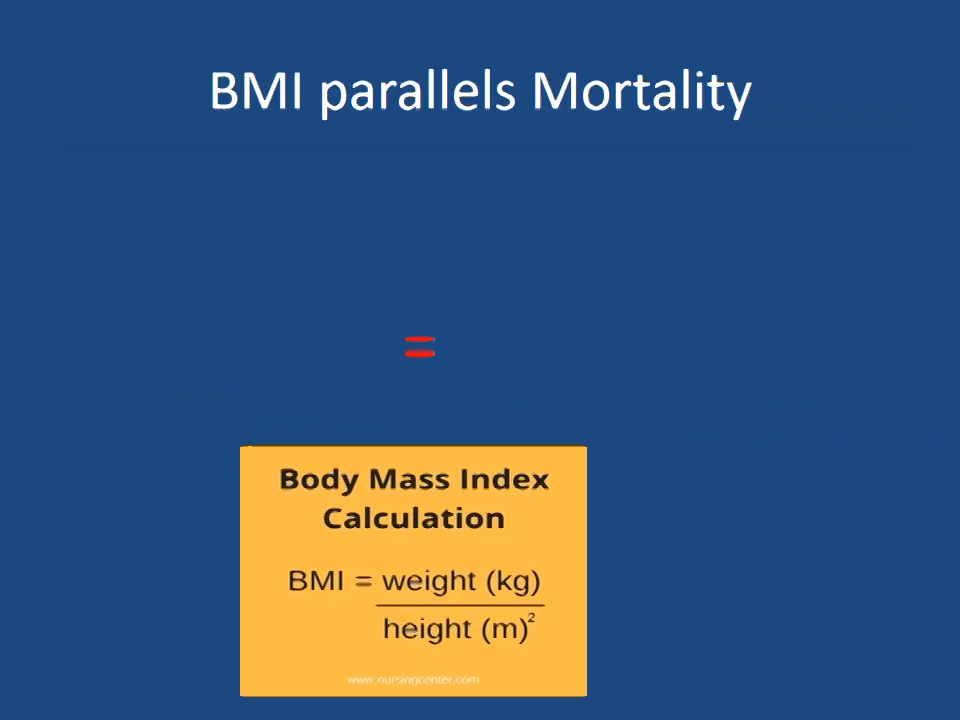 BMI parallels Mortality
=
Body Mass Index
Calculation
BMI = weight (kg)
height (m)²
www.nursingcenter.com